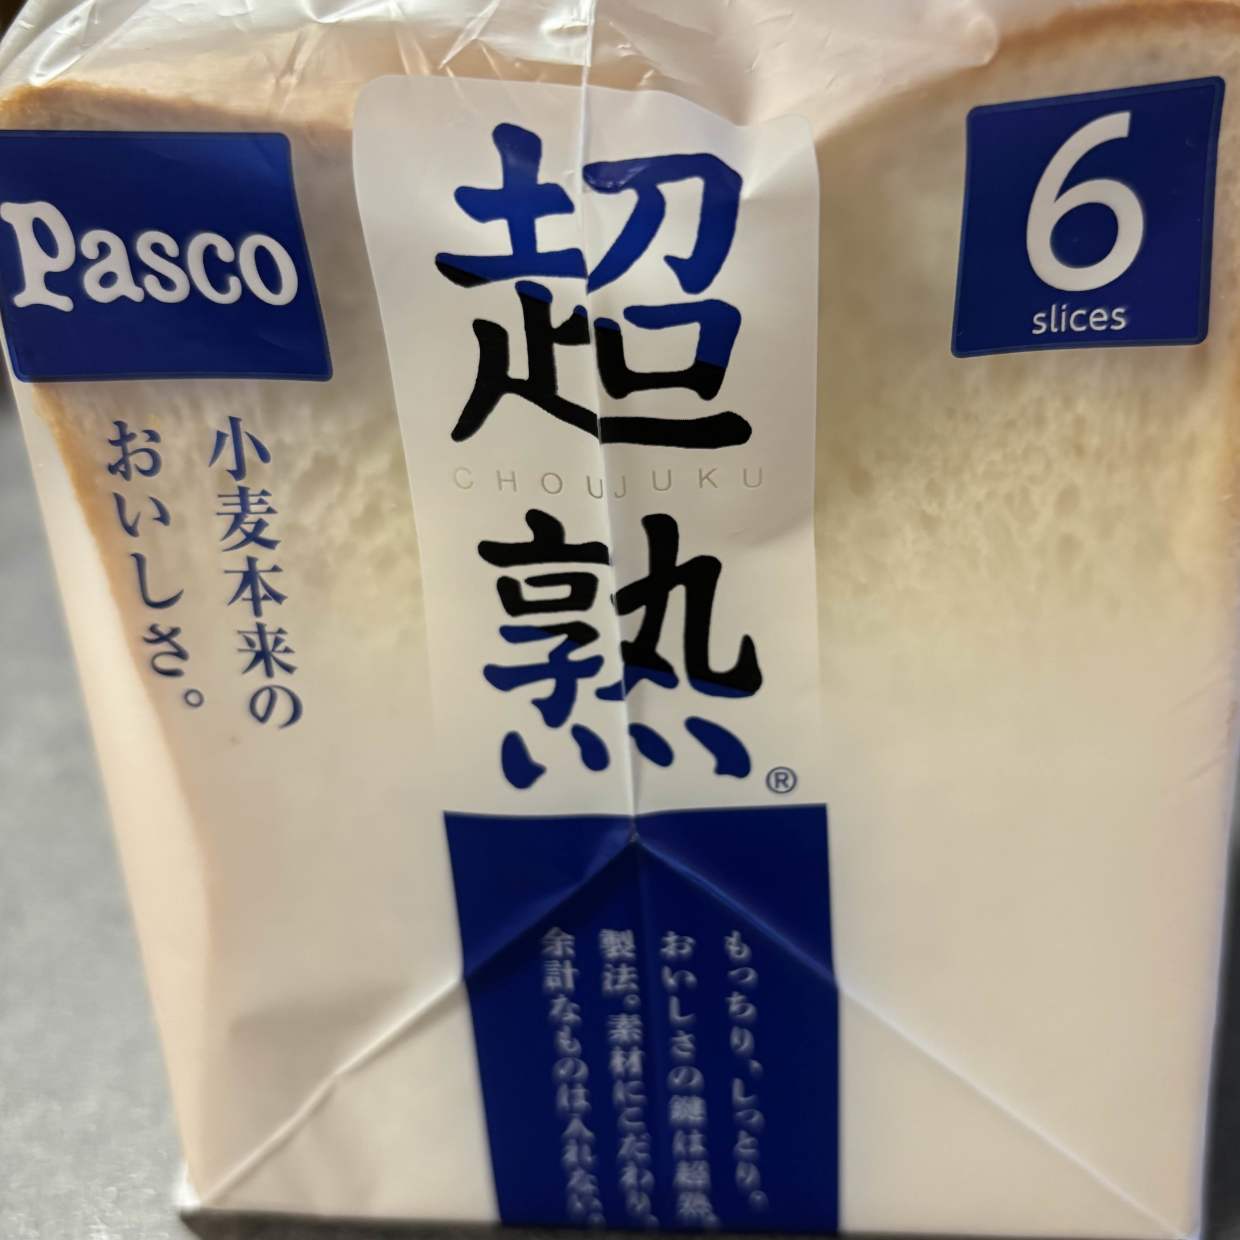 Pasco
超熟
CHOUJUKU
®
6
slices
小麦本来の
おいしさ。
もっちり、しっとり。
おいしさの鍵は超熟
製法。素材にこだわり、
余計なものは入れない。